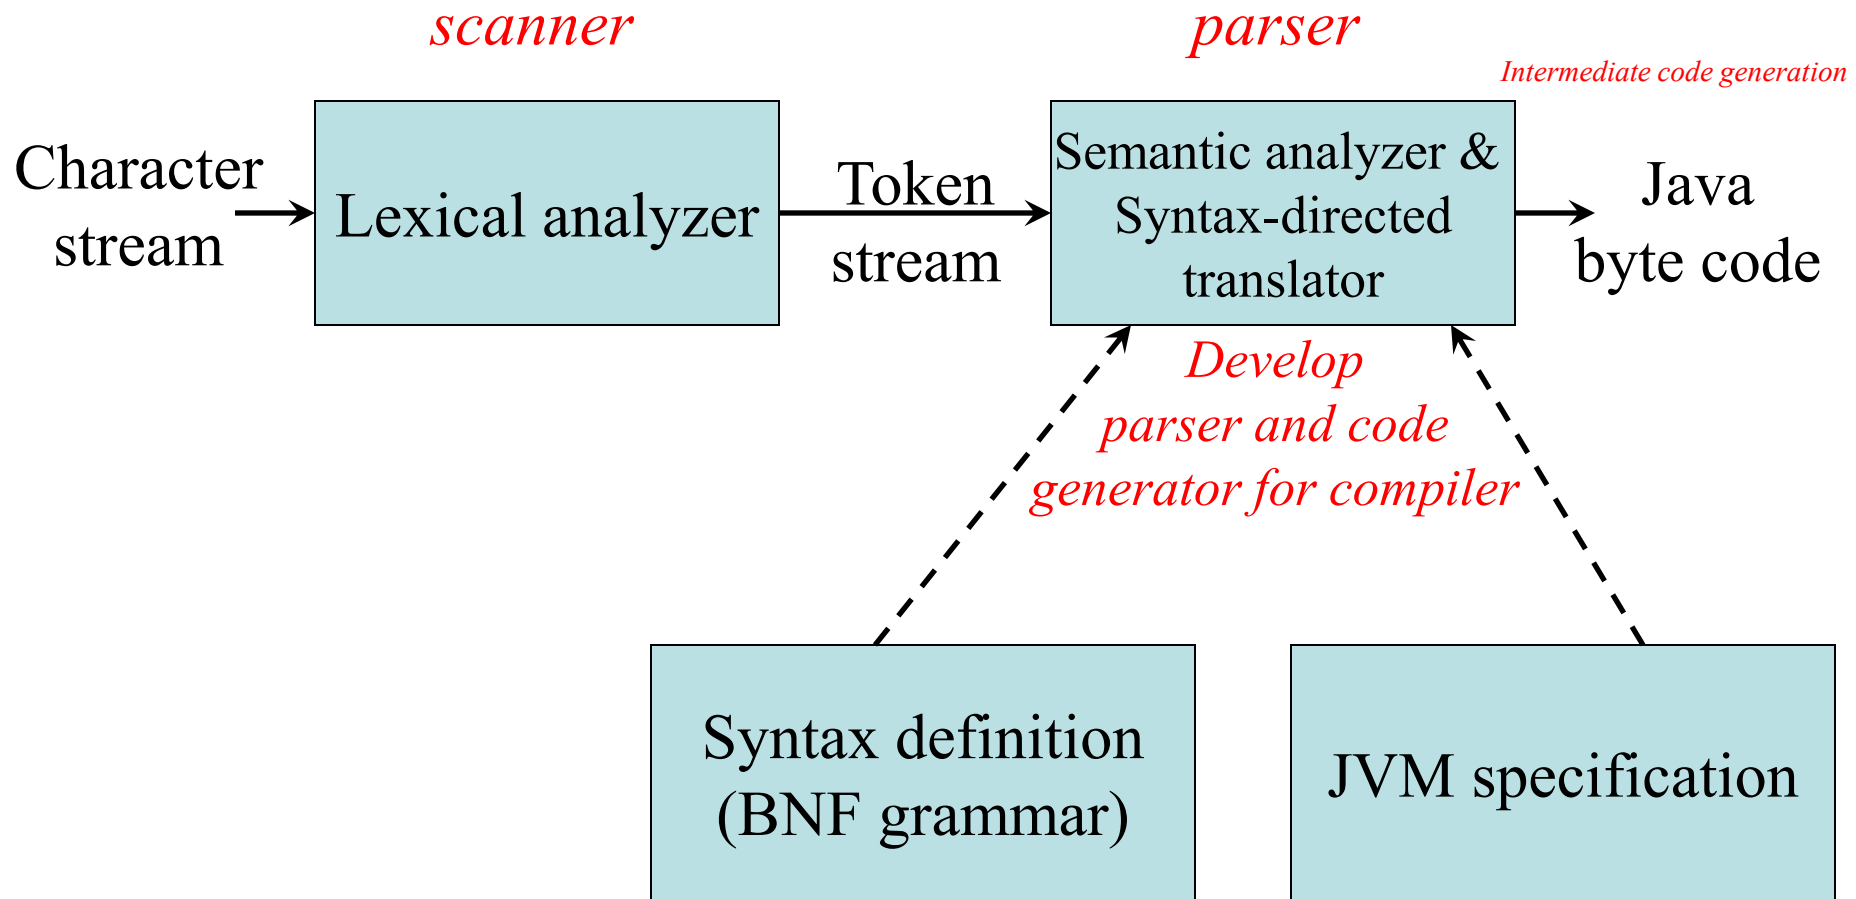 scanner
parser
Intermediate code generation
Character
stream
Lexical analyzer
Token
stream
Semantic analyzer &
Syntax-directed
translator
Java
byte code
Develop
parser and code
generator for compiler
Syntax definition
(BNF grammar)
JVM specification